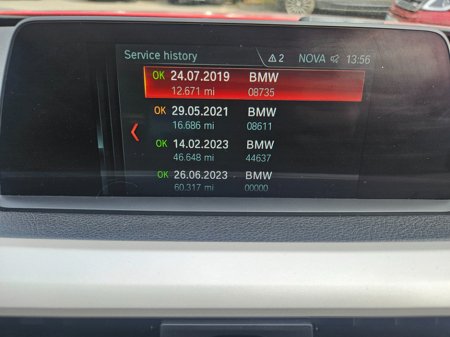 Service history ⚠ 2 NOVA 13:56
OK 24.07.2019 BMW
12.671 mi 08735
OK 29.05.2021 BMW
16.686 mi 08611
OK 14.02.2023 BMW
46.648 mi 44637
OK 26.06.2023 BMW
60.317 mi 00000